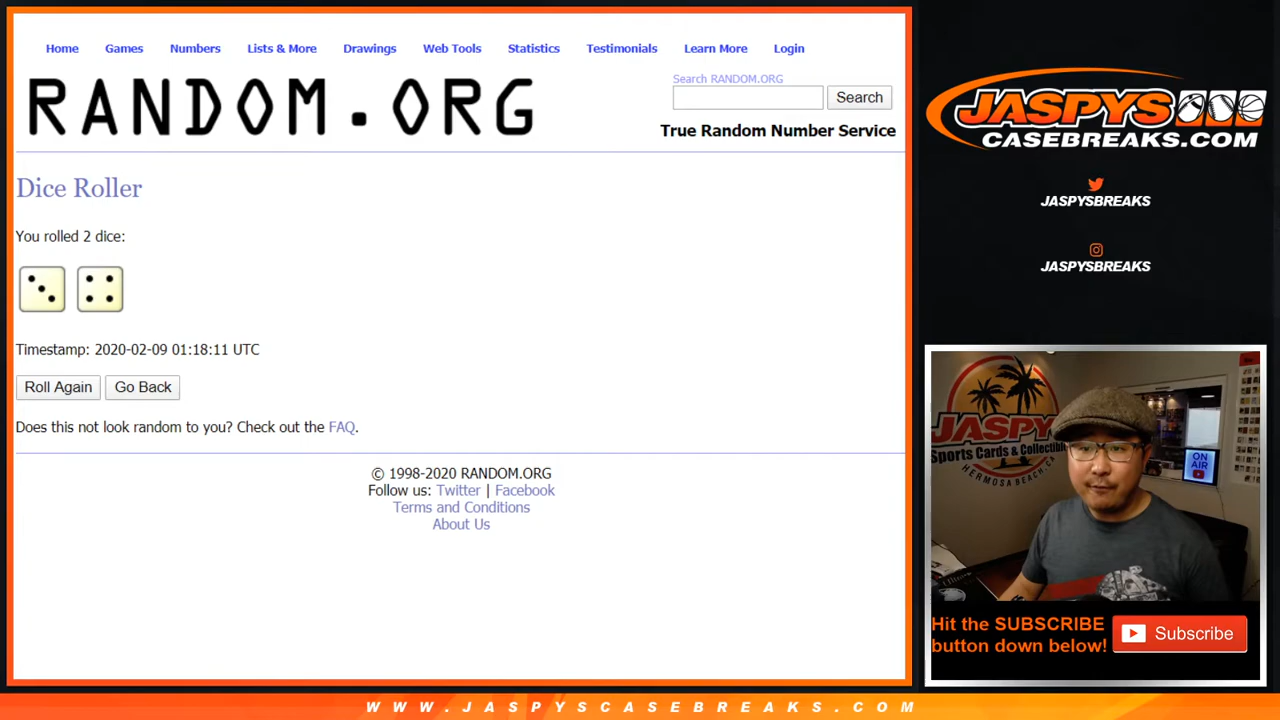 Home Games Numbers Lists & More Drawings Web Tools Statistics Testimonials Learn More Login
RANDOM.ORG
Search RANDOM.ORG
Search
True Random Number Service
Dice Roller
You rolled 2 dice:
Timestamp: 2020-02-09 01:18:11 UTC
Roll Again Go Back
Does this not look random to you? Check out the FAQ.
© 1998-2020 RANDOM.ORG
Follow us: Twitter | Facebook
Terms and Conditions
About Us
JASPYS
CASEBREAKS.COM
JASPYSBREAKS
JASPYSBREAKS
JASPYS
Sports Cards & Collectible
HERMOSA BEACH, CA
ON
AIR
Hit the SUBSCRIBE
button down below!
Subscribe
WWW.JASPYSCASEBREAKS.COM